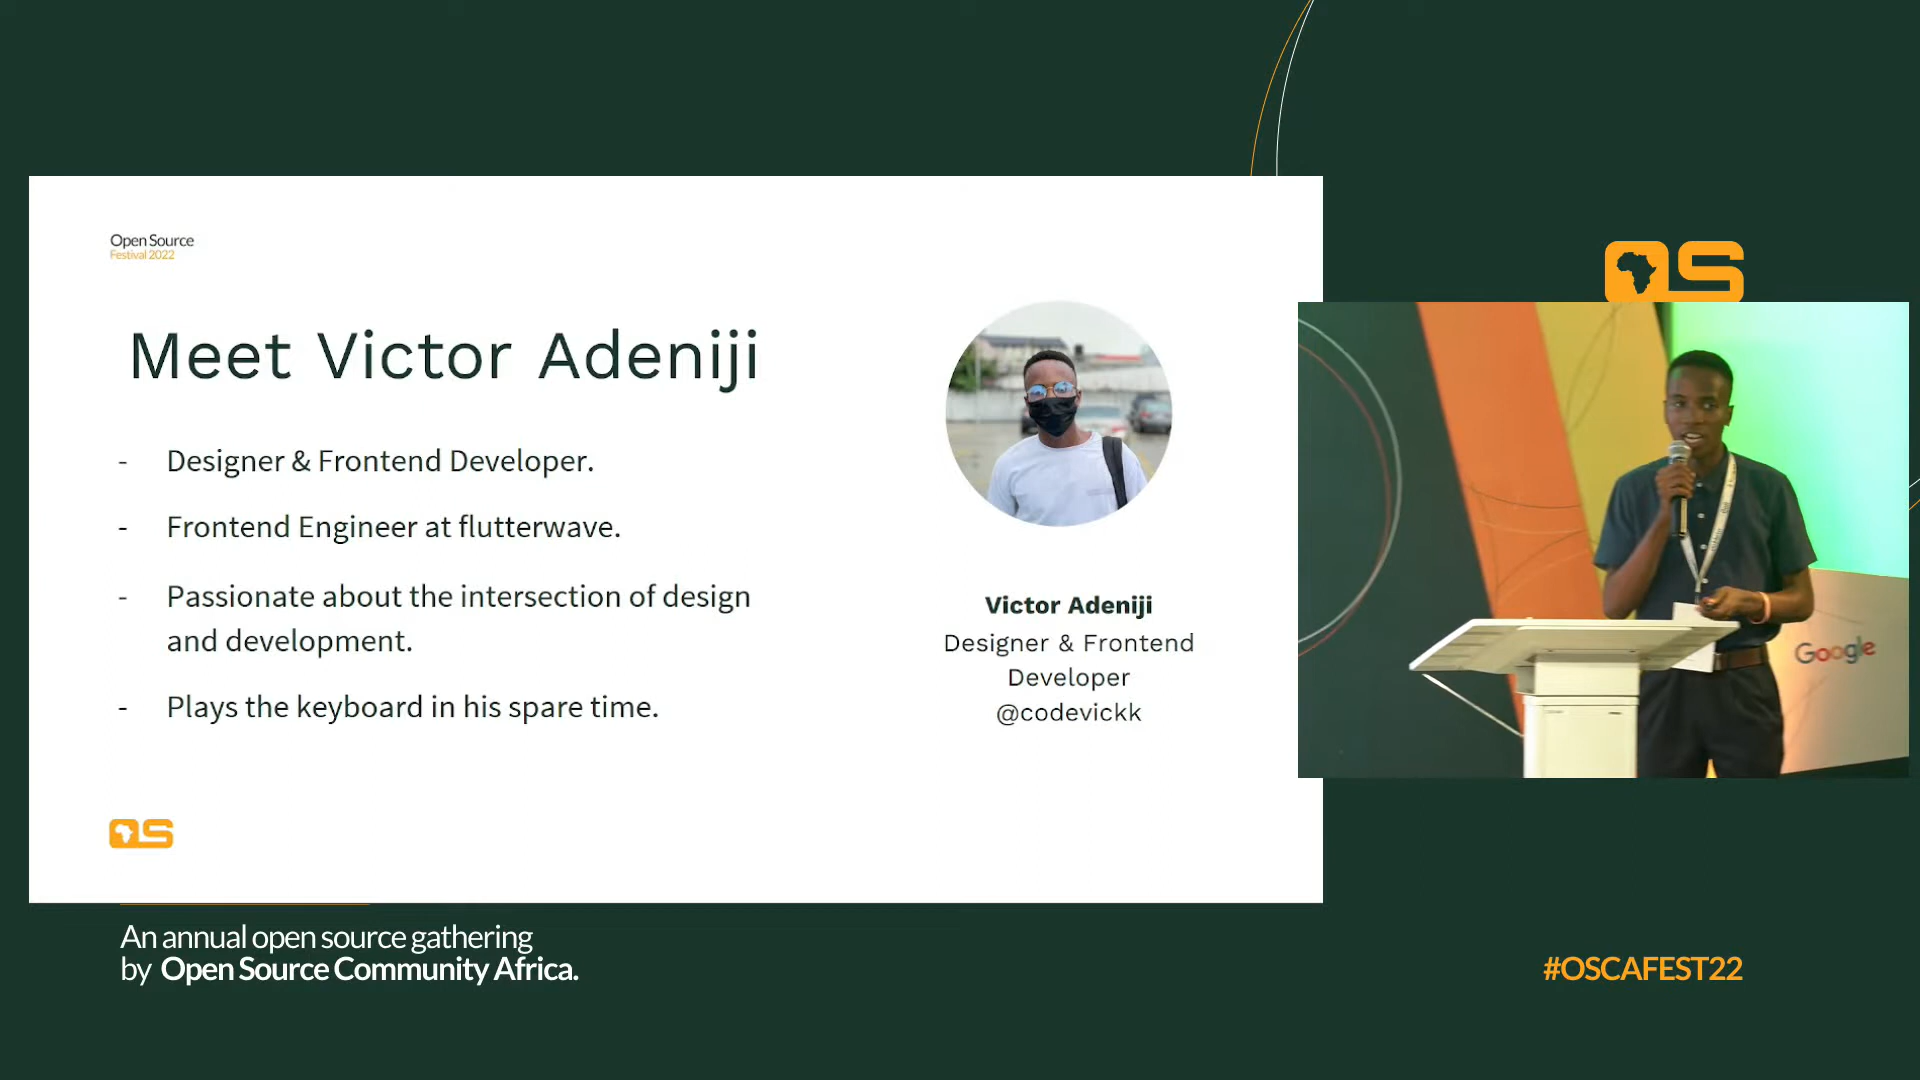 Open Source
Festival 2022
Meet Victor Adeniji
- Designer & Frontend Developer.
- Frontend Engineer at flutterwave.
- Passionate about the intersection of design
and development.
- Plays the keyboard in his spare time.
Victor Adeniji
Designer & Frontend
Developer
@codevickk
OS
OS
Google
An annual open source gathering
by Open Source Community Africa.
#OSCAFEST22